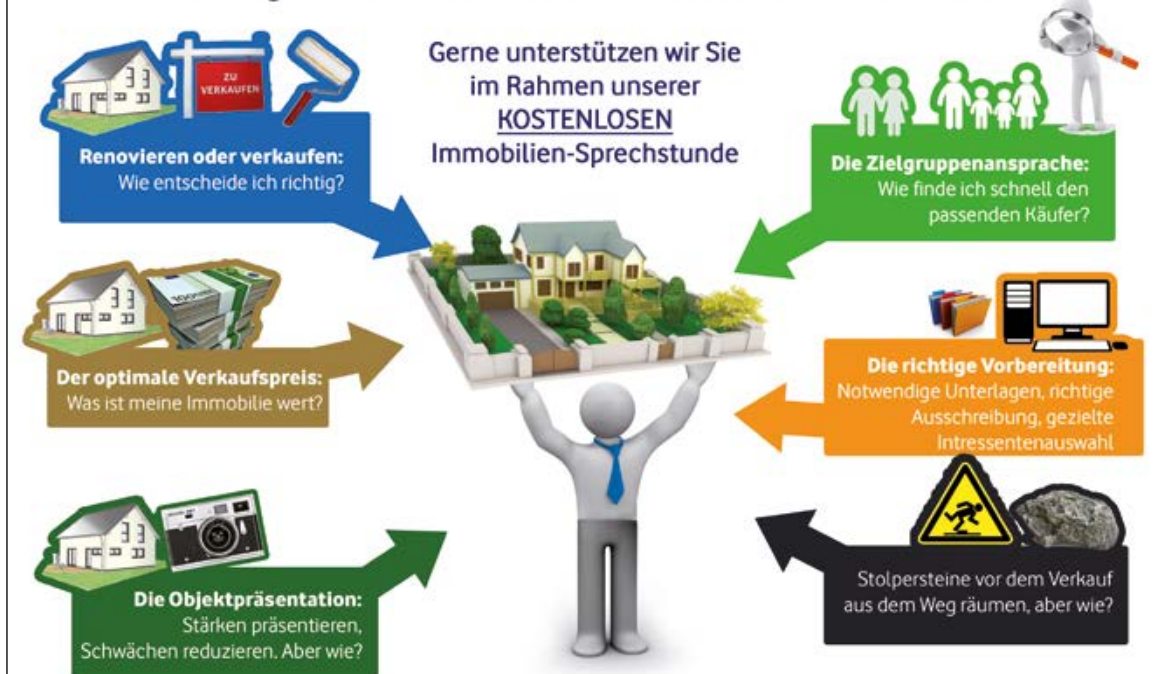 Gerne unterstützen wir Sie
im Rahmen unserer
KOSTENLOSEN
Immobilien-Sprechstunde
ZU
VERKAUFEN
Renovieren oder verkaufen:
Wie entscheide ich richtig?
Der optimale Verkaufspreis:
Was ist meine Immobilie wert?
Die Objektpräsentation:
Stärken präsentieren,
Schwächen reduzieren. Aber wie?
Die Zielgruppenansprache:
Wie finde ich schnell den
passenden Käufer?
Die richtige Vorbereitung:
Notwendige Unterlagen, richtige
Ausschreibung, gezielte
Intressentenauswahl
Stolpersteine vor dem Verkauf
aus dem Weg räumen, aber wie?